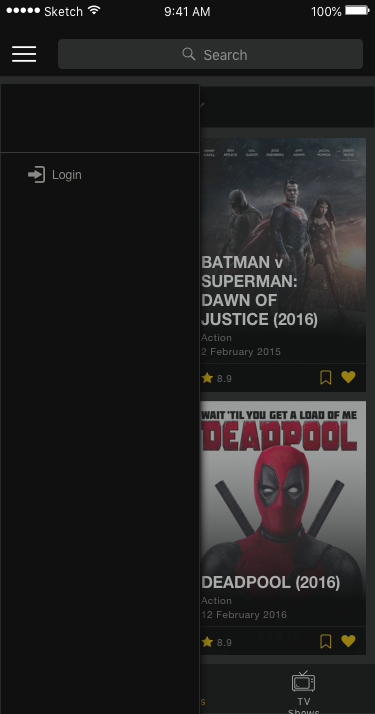 Sketch 9:41 AM 100%
Search
Login
BATMAN v
SUPERMAN:
DAWN OF
JUSTICE (2016)
Action
2 February 2015
8.9
WAIT 'TIL YOU GET A LOAD OF ME
DEADPOOL
DEADPOOL (2016)
Action
12 February 2016
8.9
s
TV
Shows